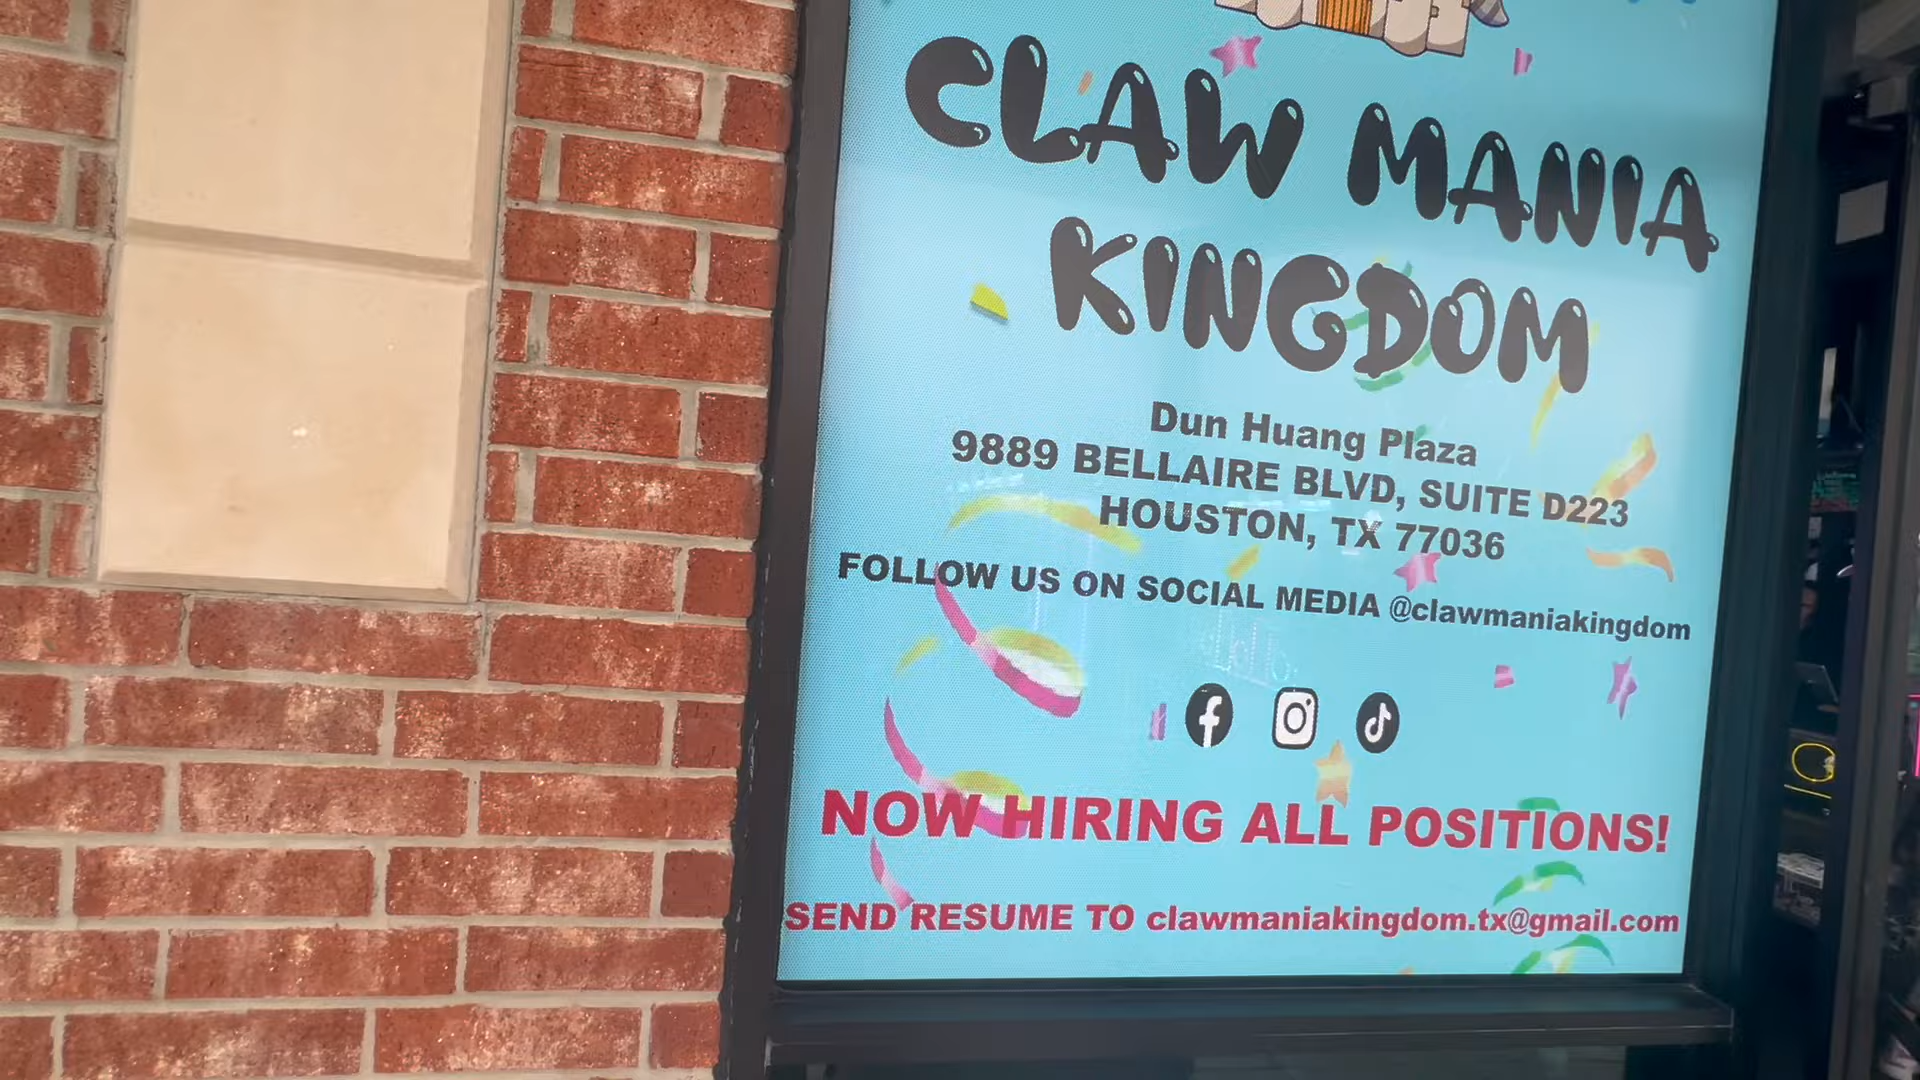 CLAW MANIA
KINGDOM
Dun Huang Plaza
9889 BELLAIRE BLVD, SUITE D223
HOUSTON, TX 77036
FOLLOW US ON SOCIAL MEDIA @clawmaniakingdom
NOW HIRING ALL POSITIONS!
SEND RESUME TO clawmaniakingdom.tx@gmail.com